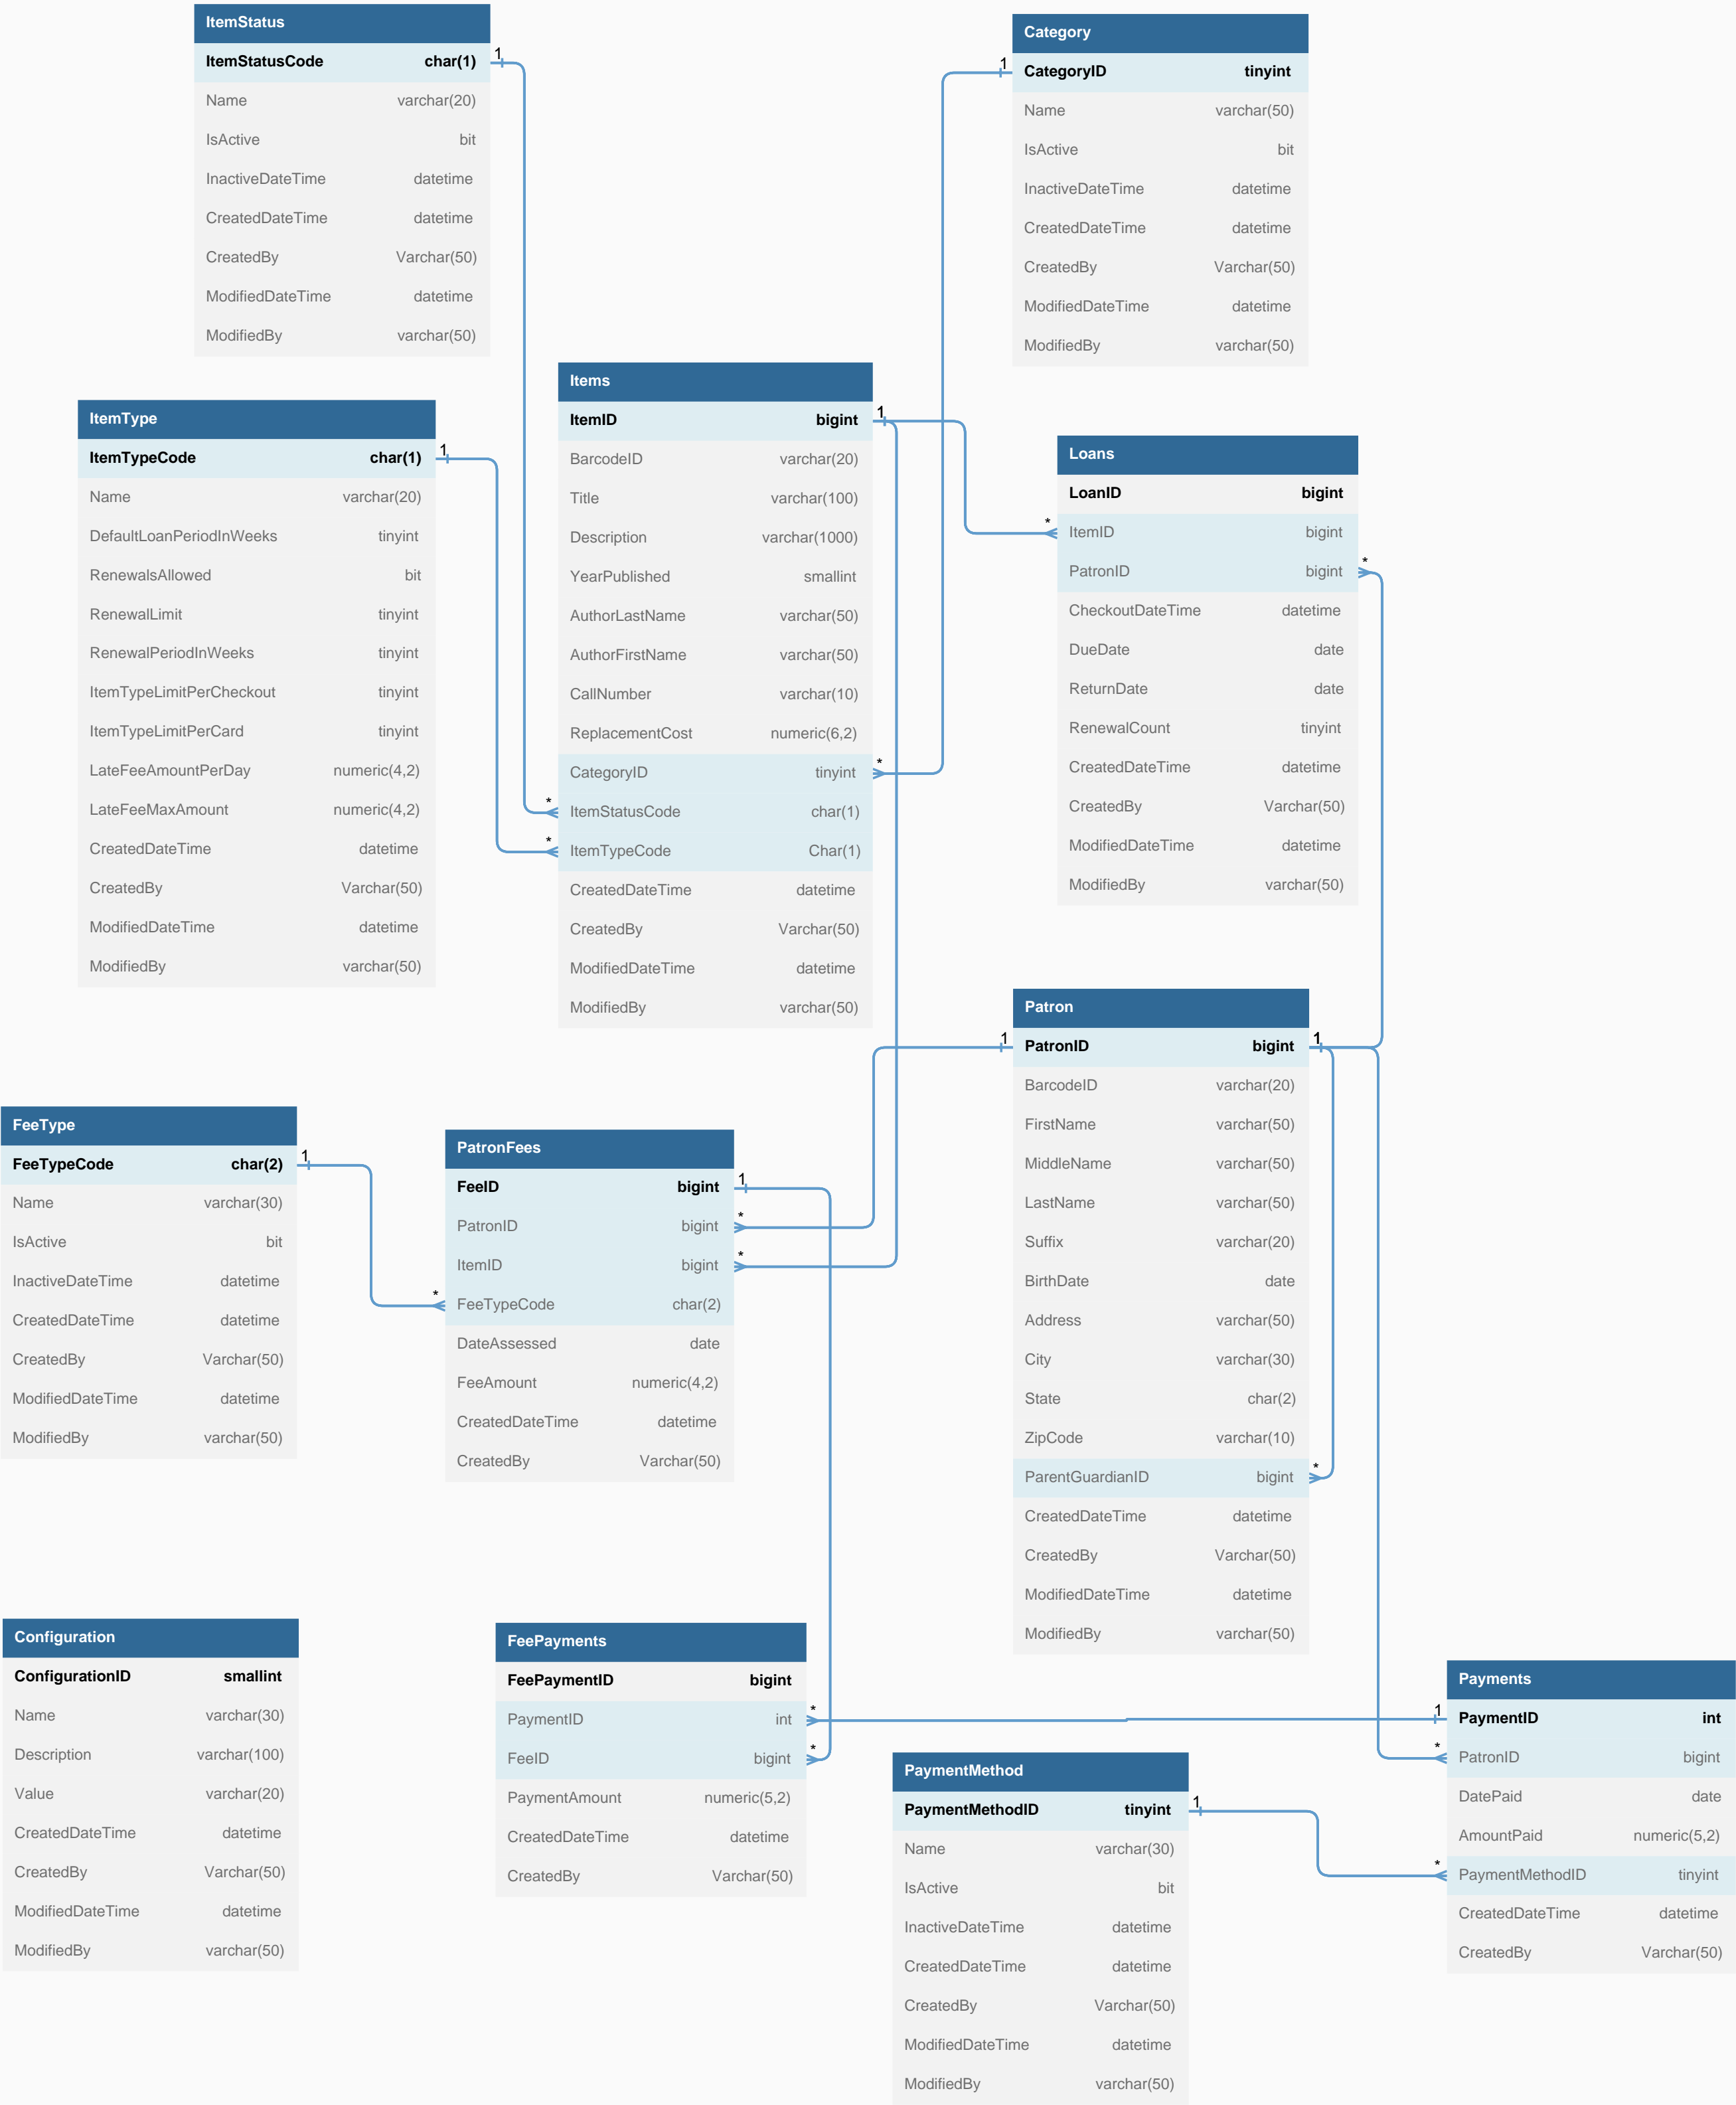 ItemStatus
ItemStatusCode char(1)
Name varchar(20)
IsActive bit
InactiveDateTime datetime
CreatedDateTime datetime
CreatedBy Varchar(50)
ModifiedDateTime datetime
ModifiedBy varchar(50)
1
Category
CategoryID tinyint
Name varchar(50)
IsActive bit
InactiveDateTime datetime
CreatedDateTime datetime
CreatedBy Varchar(50)
ModifiedDateTime datetime
ModifiedBy varchar(50)
1
ItemType
ItemTypeCode char(1)
Name varchar(20)
DefaultLoanPeriodInWeeks tinyint
RenewalsAllowed bit
RenewalLimit tinyint
RenewalPeriodInWeeks tinyint
ItemTypeLimitPerCheckout tinyint
ItemTypeLimitPerCard tinyint
LateFeeAmountPerDay numeric(4,2)
LateFeeMaxAmount numeric(4,2)
CreatedDateTime datetime
CreatedBy Varchar(50)
ModifiedDateTime datetime
ModifiedBy varchar(50)
1
Items
ItemID bigint
BarcodeID varchar(20)
Title varchar(100)
Description varchar(1000)
YearPublished smallint
AuthorLastName varchar(50)
AuthorFirstName varchar(50)
CallNumber varchar(10)
ReplacementCost numeric(6,2)
CategoryID tinyint
ItemStatusCode char(1)
ItemTypeCode Char(1)
CreatedDateTime datetime
CreatedBy Varchar(50)
ModifiedDateTime datetime
ModifiedBy varchar(50)
1
*
*
*
Loans
LoanID bigint
ItemID bigint
PatronID bigint
CheckoutDateTime datetime
DueDate date
ReturnDate date
RenewalCount tinyint
CreatedDateTime datetime
CreatedBy Varchar(50)
ModifiedDateTime datetime
ModifiedBy varchar(50)
*
*
Patron
PatronID bigint
BarcodeID varchar(20)
FirstName varchar(50)
MiddleName varchar(50)
LastName varchar(50)
Suffix varchar(20)
BirthDate date
Address varchar(50)
City varchar(30)
State char(2)
ZipCode varchar(10)
ParentGuardianID bigint
CreatedDateTime datetime
CreatedBy Varchar(50)
ModifiedDateTime datetime
ModifiedBy varchar(50)
1
1
*
FeeType
FeeTypeCode char(2)
Name varchar(30)
IsActive bit
InactiveDateTime datetime
CreatedDateTime datetime
CreatedBy Varchar(50)
ModifiedDateTime datetime
ModifiedBy varchar(50)
1
PatronFees
FeeID bigint
PatronID bigint
ItemID bigint
FeeTypeCode char(2)
DateAssessed date
FeeAmount numeric(4,2)
CreatedDateTime datetime
CreatedBy Varchar(50)
1
*
*
*
Configuration
ConfigurationID smallint
Name varchar(30)
Description varchar(100)
Value varchar(20)
CreatedDateTime datetime
CreatedBy Varchar(50)
ModifiedDateTime datetime
ModifiedBy varchar(50)
FeePayments
FeePaymentID bigint
PaymentID int
FeeID bigint
PaymentAmount numeric(5,2)
CreatedDateTime datetime
CreatedBy Varchar(50)
*
*
PaymentMethod
PaymentMethodID tinyint
Name varchar(30)
IsActive bit
InactiveDateTime datetime
CreatedDateTime datetime
CreatedBy Varchar(50)
ModifiedDateTime datetime
ModifiedBy varchar(50)
1
Payments
PaymentID int
PatronID bigint
DatePaid date
AmountPaid numeric(5,2)
PaymentMethodID tinyint
CreatedDateTime datetime
CreatedBy Varchar(50)
1
*
*